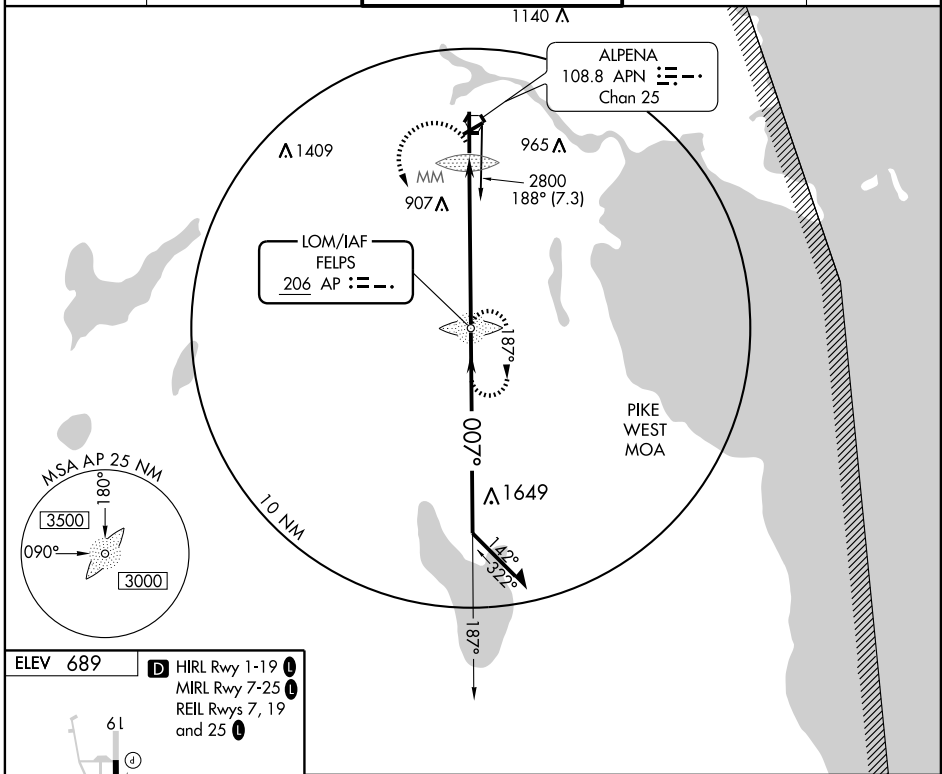 1140
ALPENA
108.8 APN
Chan 25
1409
965
MM
2800
188° (7.3)
907
LOM/IAF
FELPS
206 AP
187°
007°
PIKE
WEST
MOA
1649
10 NM
142°
322°
187°
MSA AP 25 NM
180°
3500
090°
3000
ELEV 689
D HIRL Rwy 1-19 L
MIRL Rwy 7-25 L
REIL Rwys 7, 19
and 25 L
19
P